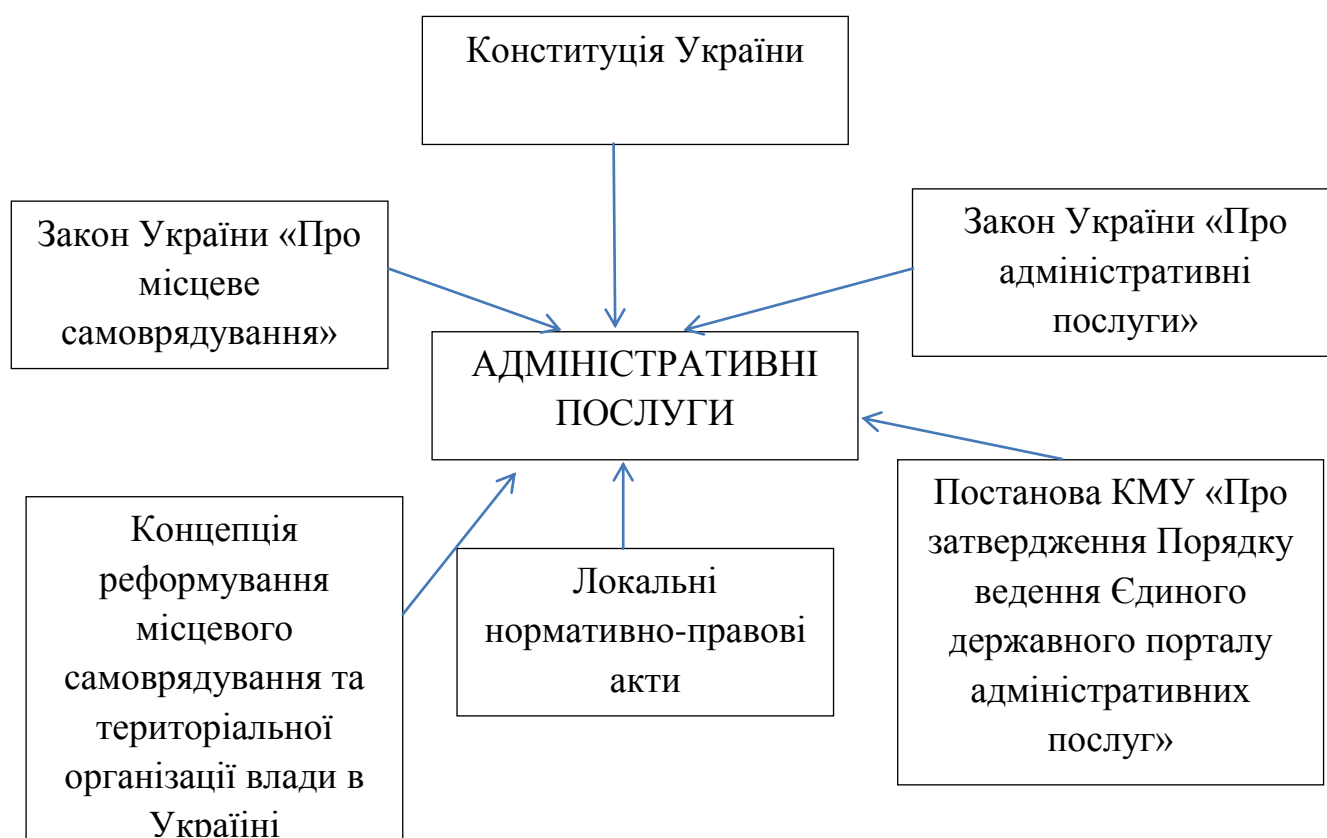 Конституція України
Закон України «Про
місцеве
самоврядування»
Закон України «Про
адміністративні
послуги»
АДМІНІСТРАТИВНІ
ПОСЛУГИ
Концепція
реформування
місцевого
самоврядування та
територіальної
організації влади в
Україіні
Локальні
нормативно-правові
акти
Постанова КМУ «Про
затвердження Порядку
ведення Єдиного
державного порталу
адміністративних
послуг»